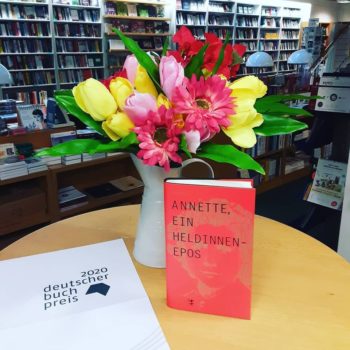 ANNETTE,
EIN
HELDINNEN-
EPOS
2020
deutscher
buch
preis